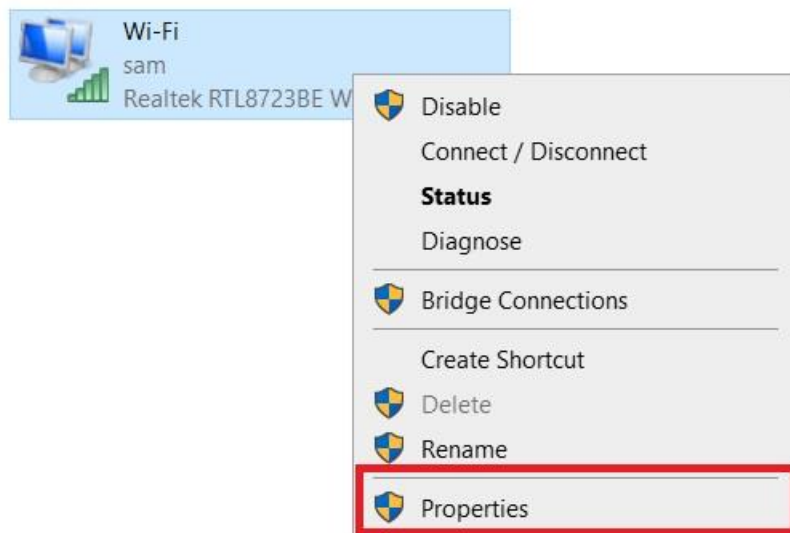 Wi-Fi
sam
Realtek RTL8723BE W
Disable
Connect / Disconnect
Status
Diagnose
Bridge Connections
Create Shortcut
Delete
Rename
Properties